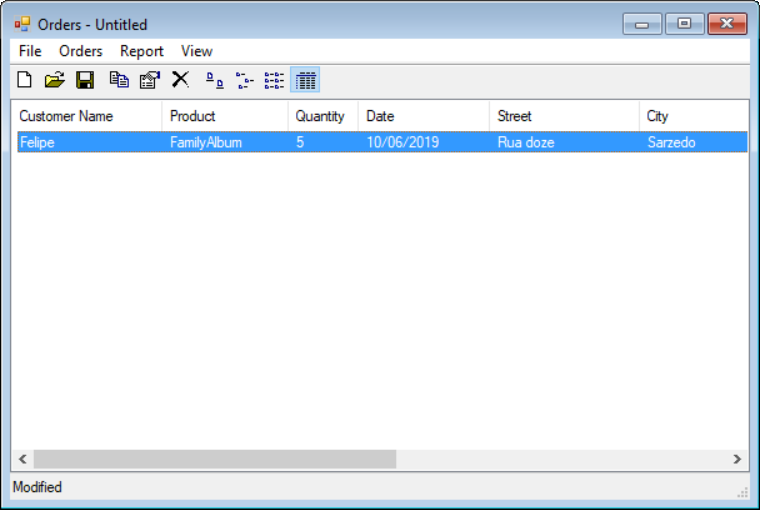 Orders - Untitled
File Orders Report View
Customer Name Product Quantity Date Street City
Felipe FamilyAlbum 5 10/06/2019 Rua doze Sarzedo
Modified